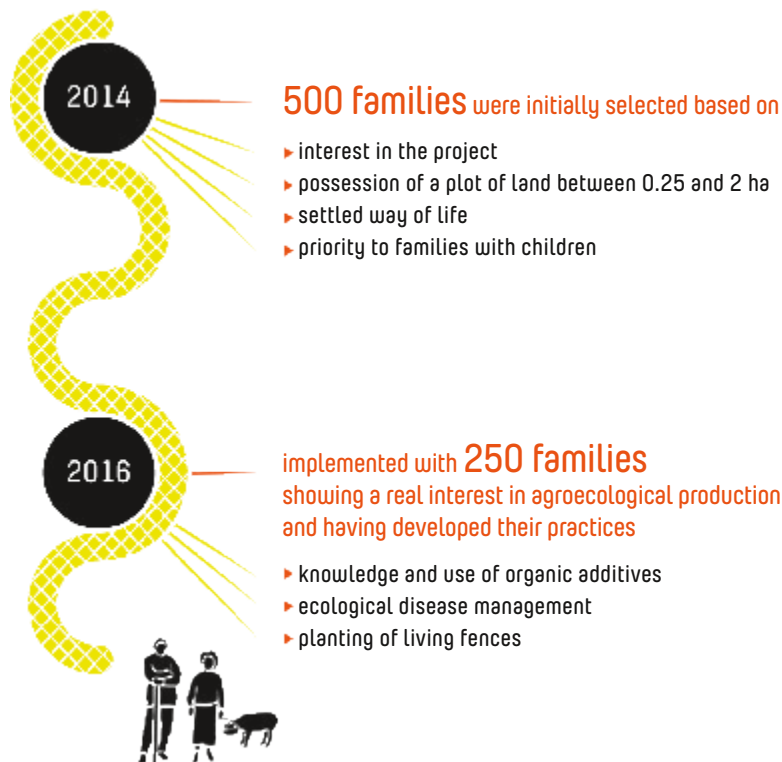 2014
500 families were initially selected based on
▸ interest in the project
▸ possession of a plot of land between 0.25 and 2 ha
▸ settled way of life
▸ priority to families with children
2016
implemented with 250 families
showing a real interest in agroecological production
and having developed their practices
▸ knowledge and use of organic additives
▸ ecological disease management
▸ planting of living fences